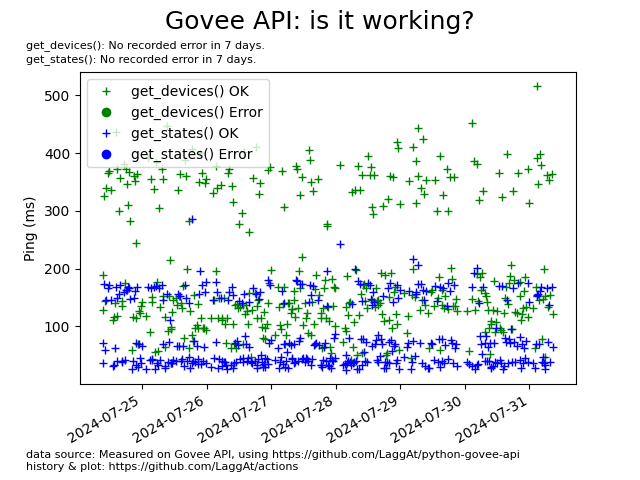 Govee API: is it working?
get_devices(): No recorded error in 7 days.
get_states(): No recorded error in 7 days.
get_devices() OK
get_devices() Error
get_states() OK
get_states() Error
Ping (ms)
500
400
300
200
100
2024-07-25
2024-07-26
2024-07-27
2024-07-28
2024-07-29
2024-07-30
2024-07-31
data source: Measured on Govee API, using https://github.com/LaggAt/python-govee-api
history & plot: https://github.com/LaggAt/actions